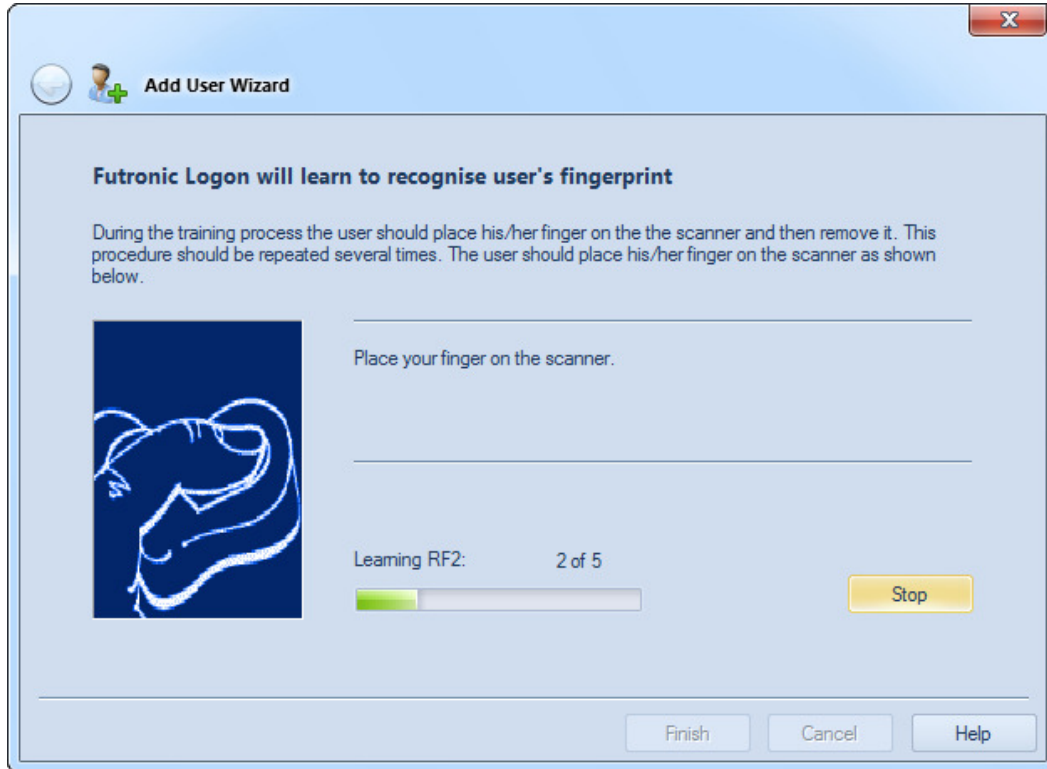 Add User Wizard
Futronic Logon will learn to recognise user's fingerprint
During the training process the user should place his/her finger on the the scanner and then remove it. This
procedure should be repeated several times. The user should place his/her finger on the scanner as shown
below.
Place your finger on the scanner.
Learning RF2: 2 of 5
Stop
Finish Cancel Help